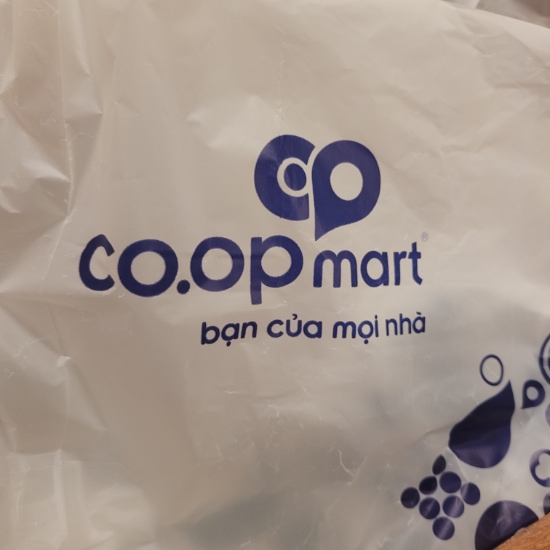 co.op mart®
bạn của mọi nhà